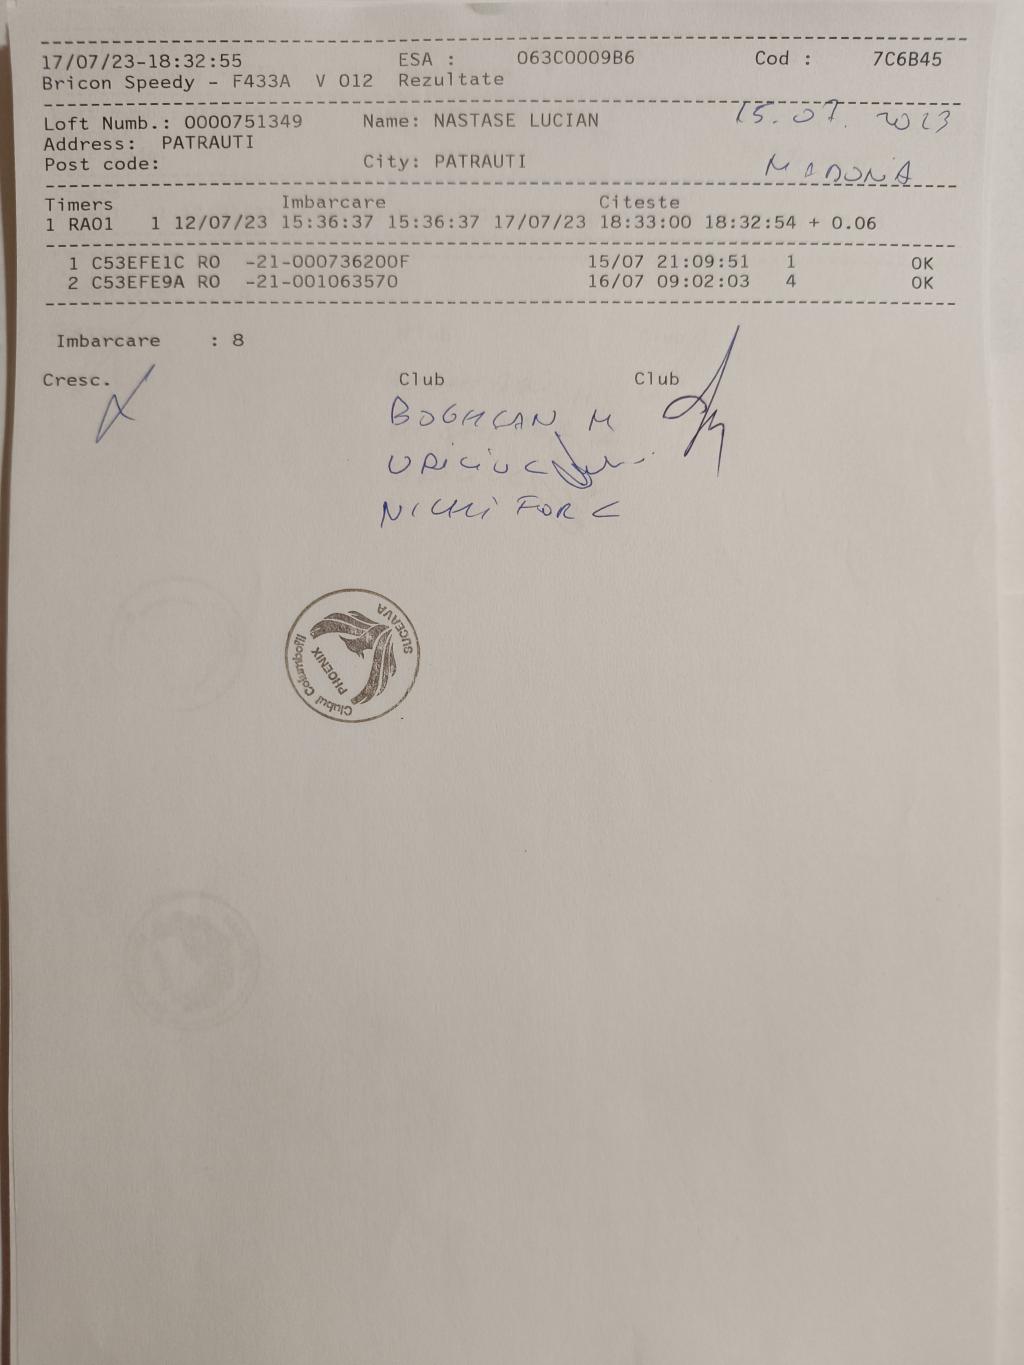 17/07/23-18:32:55 ESA : 063C0009B6 Cod : 7C6B45
Bricon Speedy - F433A V 012 Rezultate
Loft Numb.: 0000751349 Name: NASTASE LUCIAN 15.07.2023
Address: PATRAUTI
Post code: City: PATRAUTI MADONA
Timers Imbarcare Citeste
1 RA01 1 12/07/23 15:36:37 15:36:37 17/07/23 18:33:00 18:32:54 + 0.06
1 C53EFE1C RO -21-000736200F 15/07 21:09:51 1 OK
2 C53EFE9A RO -21-001063570 16/07 09:02:03 4 OK
Imbarcare : 8
Cresc. Club Club
BOGHEAN M
URICIUC
NICHIFOR C
Clubul Columbofil
PHOENIX
SUCEAVA